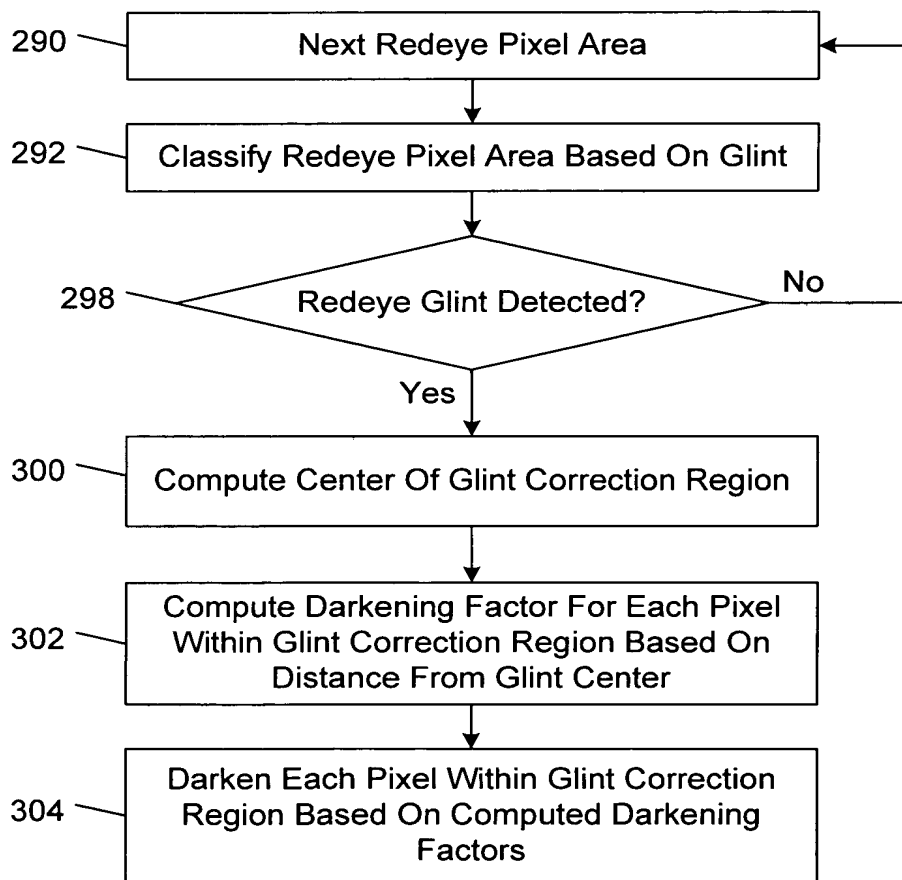 290
Next Redeye Pixel Area
292
Classify Redeye Pixel Area Based On Glint
298
Redeye Glint Detected?
No
Yes
300
Compute Center Of Glint Correction Region
302
Compute Darkening Factor For Each Pixel
Within Glint Correction Region Based On
Distance From Glint Center
304
Darken Each Pixel Within Glint Correction
Region Based On Computed Darkening
Factors